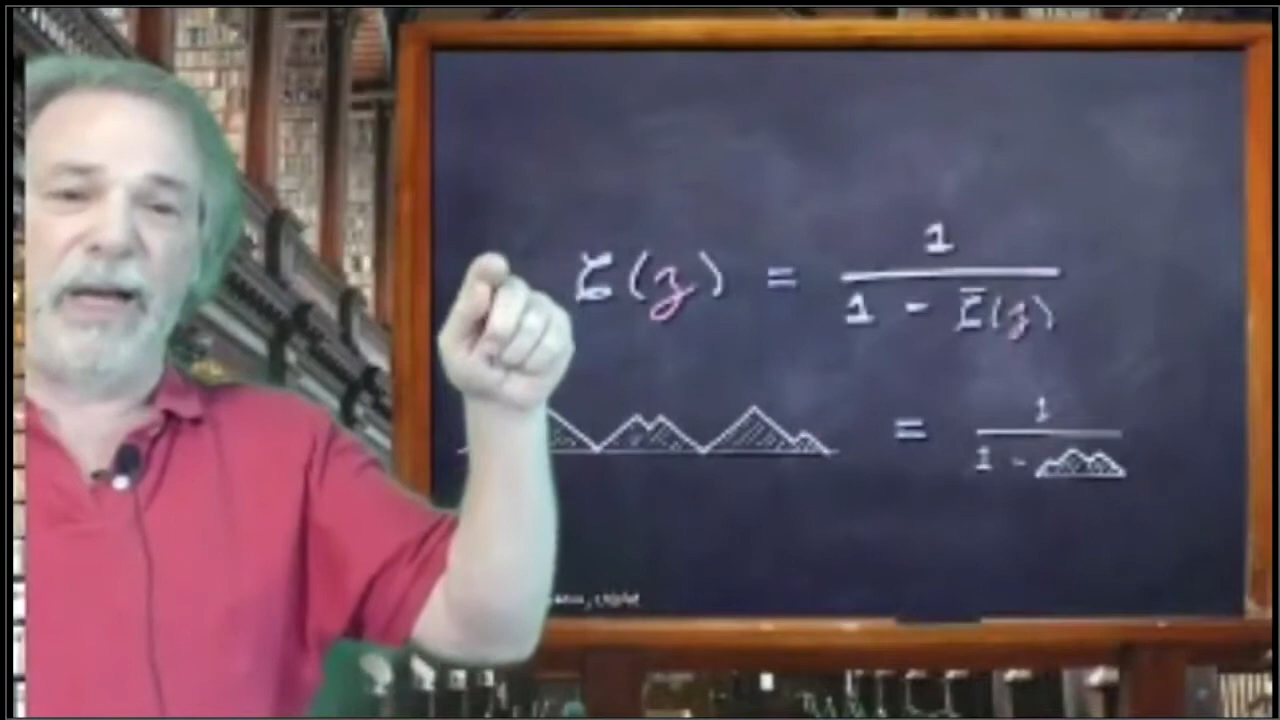 ζ(z) = 1 / (1 - ζ̄(z))
= 1 / (1 -